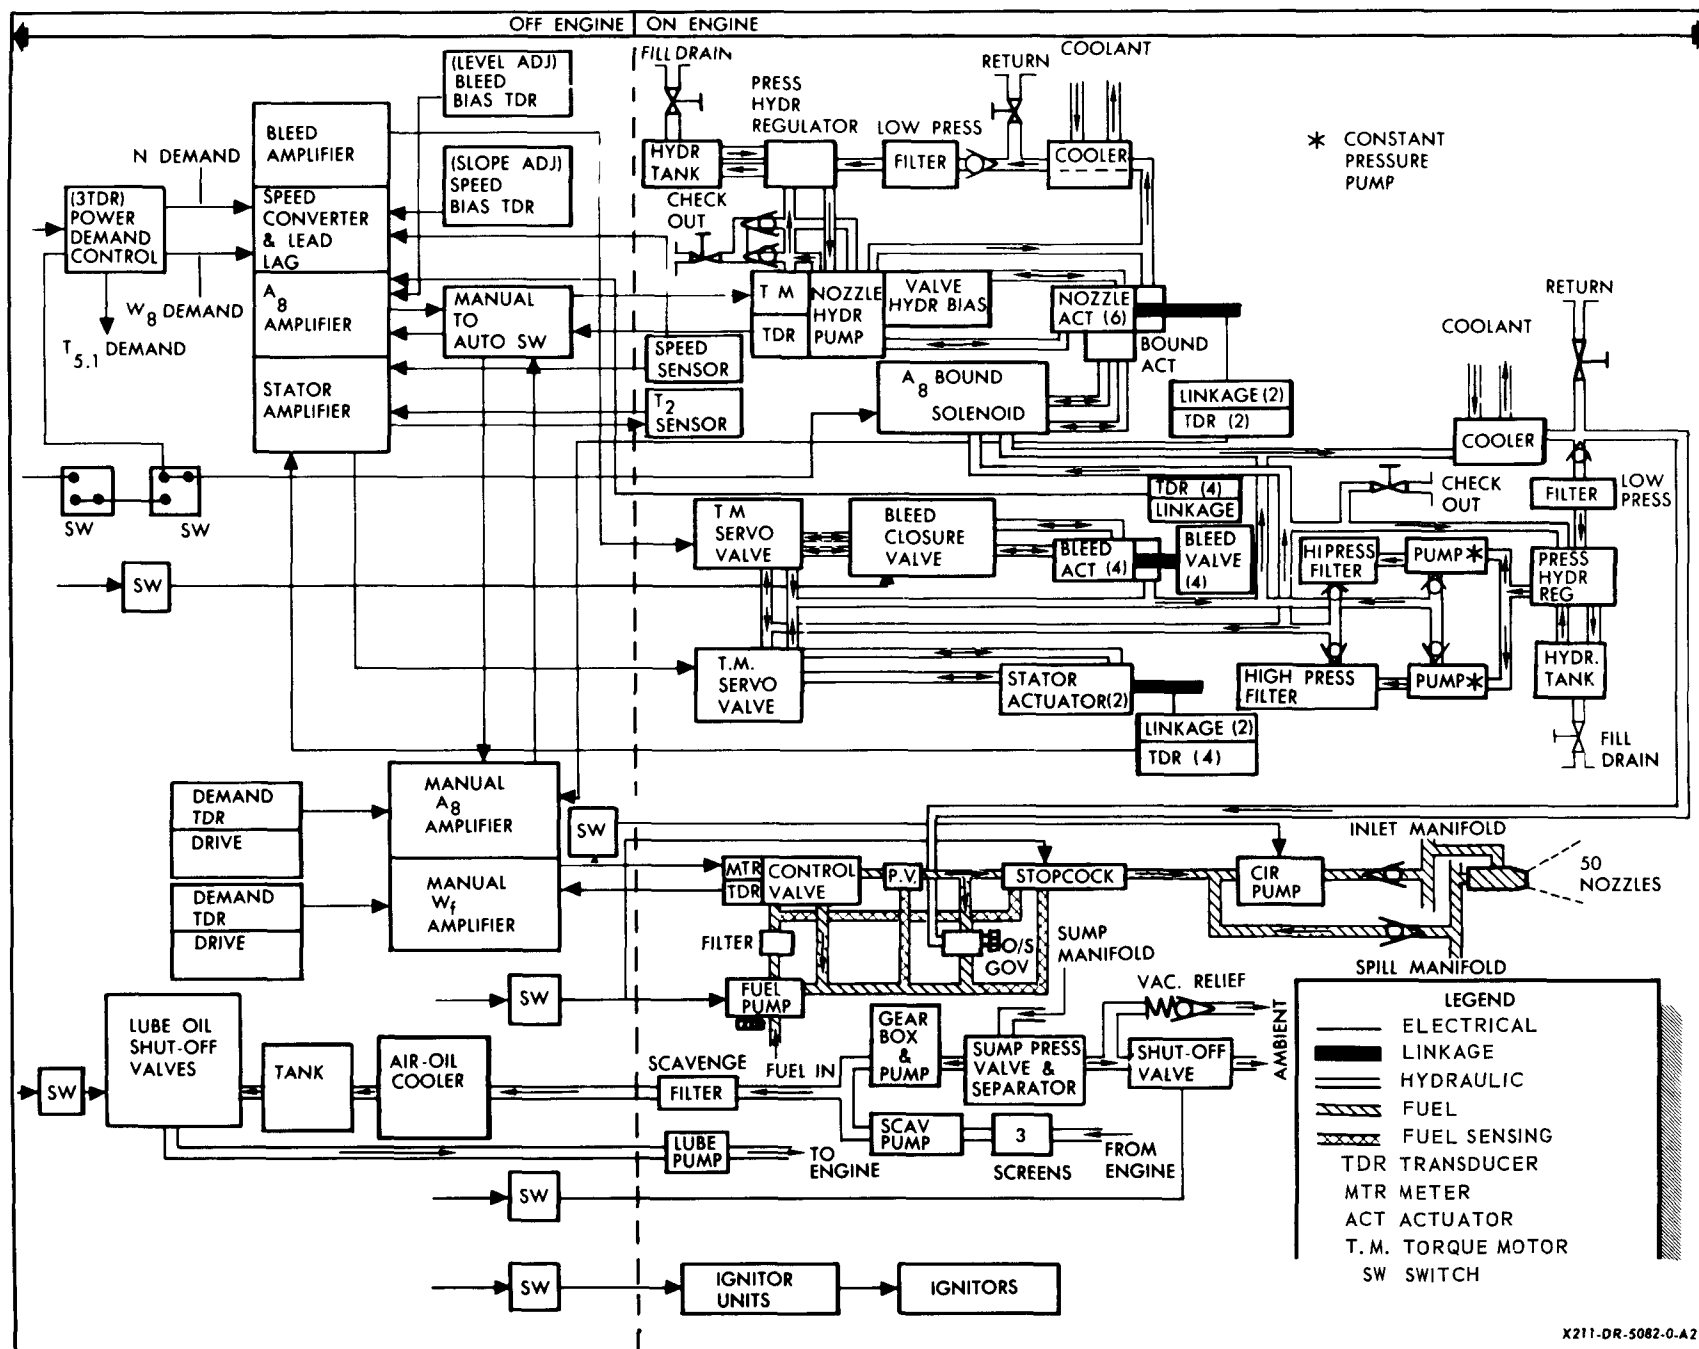 OFF ENGINE
ON ENGINE
(LEVEL ADJ)
BLEED
BIAS TDR
FILL DRAIN
COOLANT
RETURN
PRESS
HYDR
REGULATOR
LOW PRESS
* CONSTANT
PRESSURE
PUMP
BLEED
AMPLIFIER
N DEMAND
(SLOPE ADJ)
SPEED
BIAS TDR
HYDR
TANK
FILTER
COOLER
CHECK
OUT
(3TDR)
POWER
DEMAND
CONTROL
SPEED
CONVERTER
& LEAD
LAG
W8 DEMAND
T5.1 DEMAND
A8
AMPLIFIER
MANUAL
TO
AUTO SW
T M
TDR
NOZZLE
HYDR
PUMP
VALVE
HYDR BIAS
NOZZLE
ACT (6)
BOUND
ACT
RETURN
COOLANT
STATOR
AMPLIFIER
SPEED
SENSOR
T2
SENSOR
A8 BOUND
SOLENOID
LINKAGE (2)
TDR (2)
COOLER
SW
SW
CHECK
OUT
FILTER
LOW
PRESS
TDR (4)
LINKAGE
T M
SERVO
VALVE
BLEED
CLOSURE
VALVE
BLEED
ACT (4)
BLEED
VALVE
(4)
HI PRESS
FILTER
PUMP*
PRESS
HYDR
REG
SW
T.M.
SERVO
VALVE
STATOR
ACTUATOR(2)
HIGH PRESS
FILTER
PUMP*
HYDR.
TANK
LINKAGE (2)
TDR (4)
FILL
DRAIN
DEMAND
TDR
DRIVE
MANUAL
A8
AMPLIFIER
SW
INLET MANIFOLD
50
NOZZLES
DEMAND
TDR
DRIVE
MANUAL
Wf
AMPLIFIER
MTR
TDR
CONTROL
VALVE
P.V.
STOPCOCK
CIR
PUMP
FILTER
O/S
GOV
SUMP
MANIFOLD
SPILL MANIFOLD
SW
FUEL
PUMP
FUEL IN
VAC. RELIEF
AMBIENT
LUBE OIL
SHUT-OFF
VALVES
TANK
AIR-OIL
COOLER
SCAVENGE
FILTER
GEAR
BOX
&
PUMP
SUMP PRESS
VALVE &
SEPARATOR
SHUT-OFF
VALVE
SW
SCAV
PUMP
3
SCREENS
FROM
ENGINE
LUBE
PUMP
TO
ENGINE
SW
SW
IGNITOR
UNITS
IGNITORS
LEGEND
ELECTRICAL
LINKAGE
HYDRAULIC
FUEL
FUEL SENSING
TDR TRANSDUCER
MTR METER
ACT ACTUATOR
T.M. TORQUE MOTOR
SW SWITCH
X211-DR-5082-0-A2